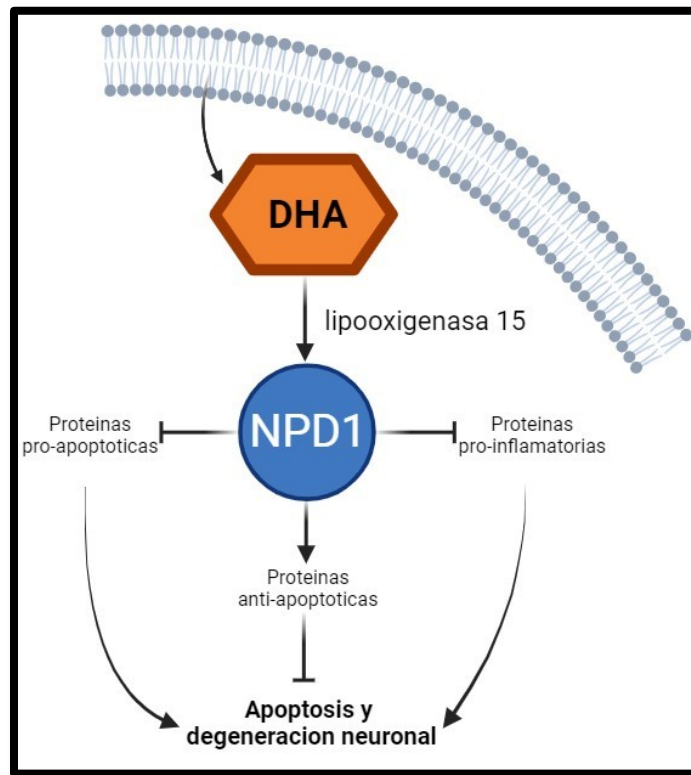 DHA
lipooxigenasa 15
NPD1
Proteinas
pro-apoptoticas
Proteinas
pro-inflamatorias
Proteinas
anti-apoptoticas
Apoptosis y
degeneracion neuronal